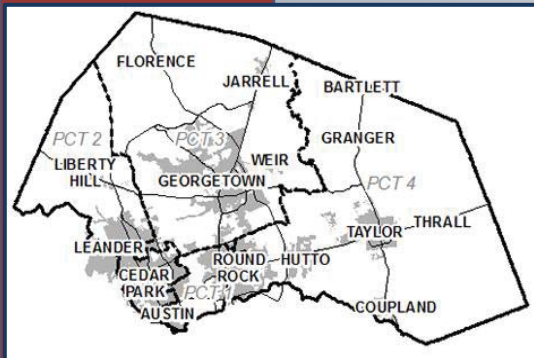 FLORENCE
JARRELL
BARTLETT
PCT 2
PCT 3
GRANGER
LIBERTY
HILL
WEIR
GEORGETOWN
PCT 4
THRALL
TAYLOR
LEANDER
ROUND
ROCK
HUTTO
CEDAR
PARK
PCT 1
COUPLAND
AUSTIN